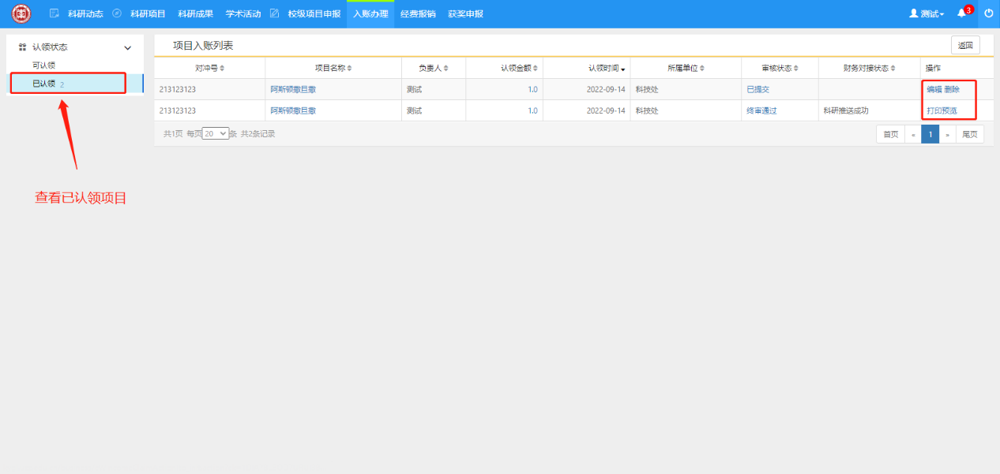 科研动态 科研项目 科研成果 学术活动 校级项目申报 入账办理 经费报销 获奖申报 测试 3
认领状态
可认领
已认领 2
项目入账列表 返回
对冲号 项目名称 负责人 认领金额 认领时间 所属单位 审核状态 财务对接状态 操作
213123123 阿斯顿撒旦撒 测试 1.0 2022-09-14 科技处 已提交 编辑 删除
213123123 阿斯顿撒旦撒 测试 1.0 2022-09-14 科技处 终审通过 科研推送成功 打印预览
共1页 每页 20 条 共2条记录 首页 « 1 » 尾页
查看已认领项目